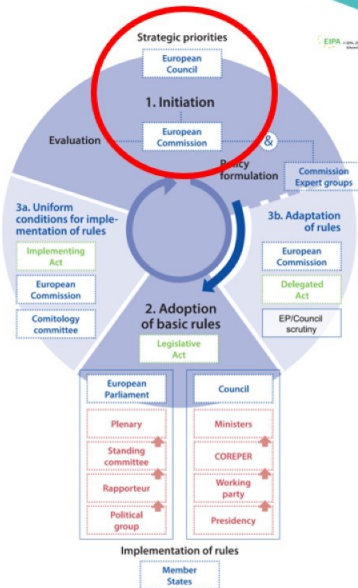 Strategic priorities
EIPA
European
Council
1. Initiation
Evaluation
European
Commission
&
Policy
formulation
Commission
Expert groups
3a. Uniform
conditions for imple-
mentation of rules
Implementing
Act
European
Commission
Comitology
committee
3b. Adaptation
of rules
European
Commission
Delegated
Act
EP/Council
scrutiny
2. Adoption
of basic rules
Legislative
Act
European
Parliament
Plenary
Standing
committee
Rapporteur
Political
group
Council
Ministers
COREPER
Working
party
Presidency
Implementation of rules
Member
States